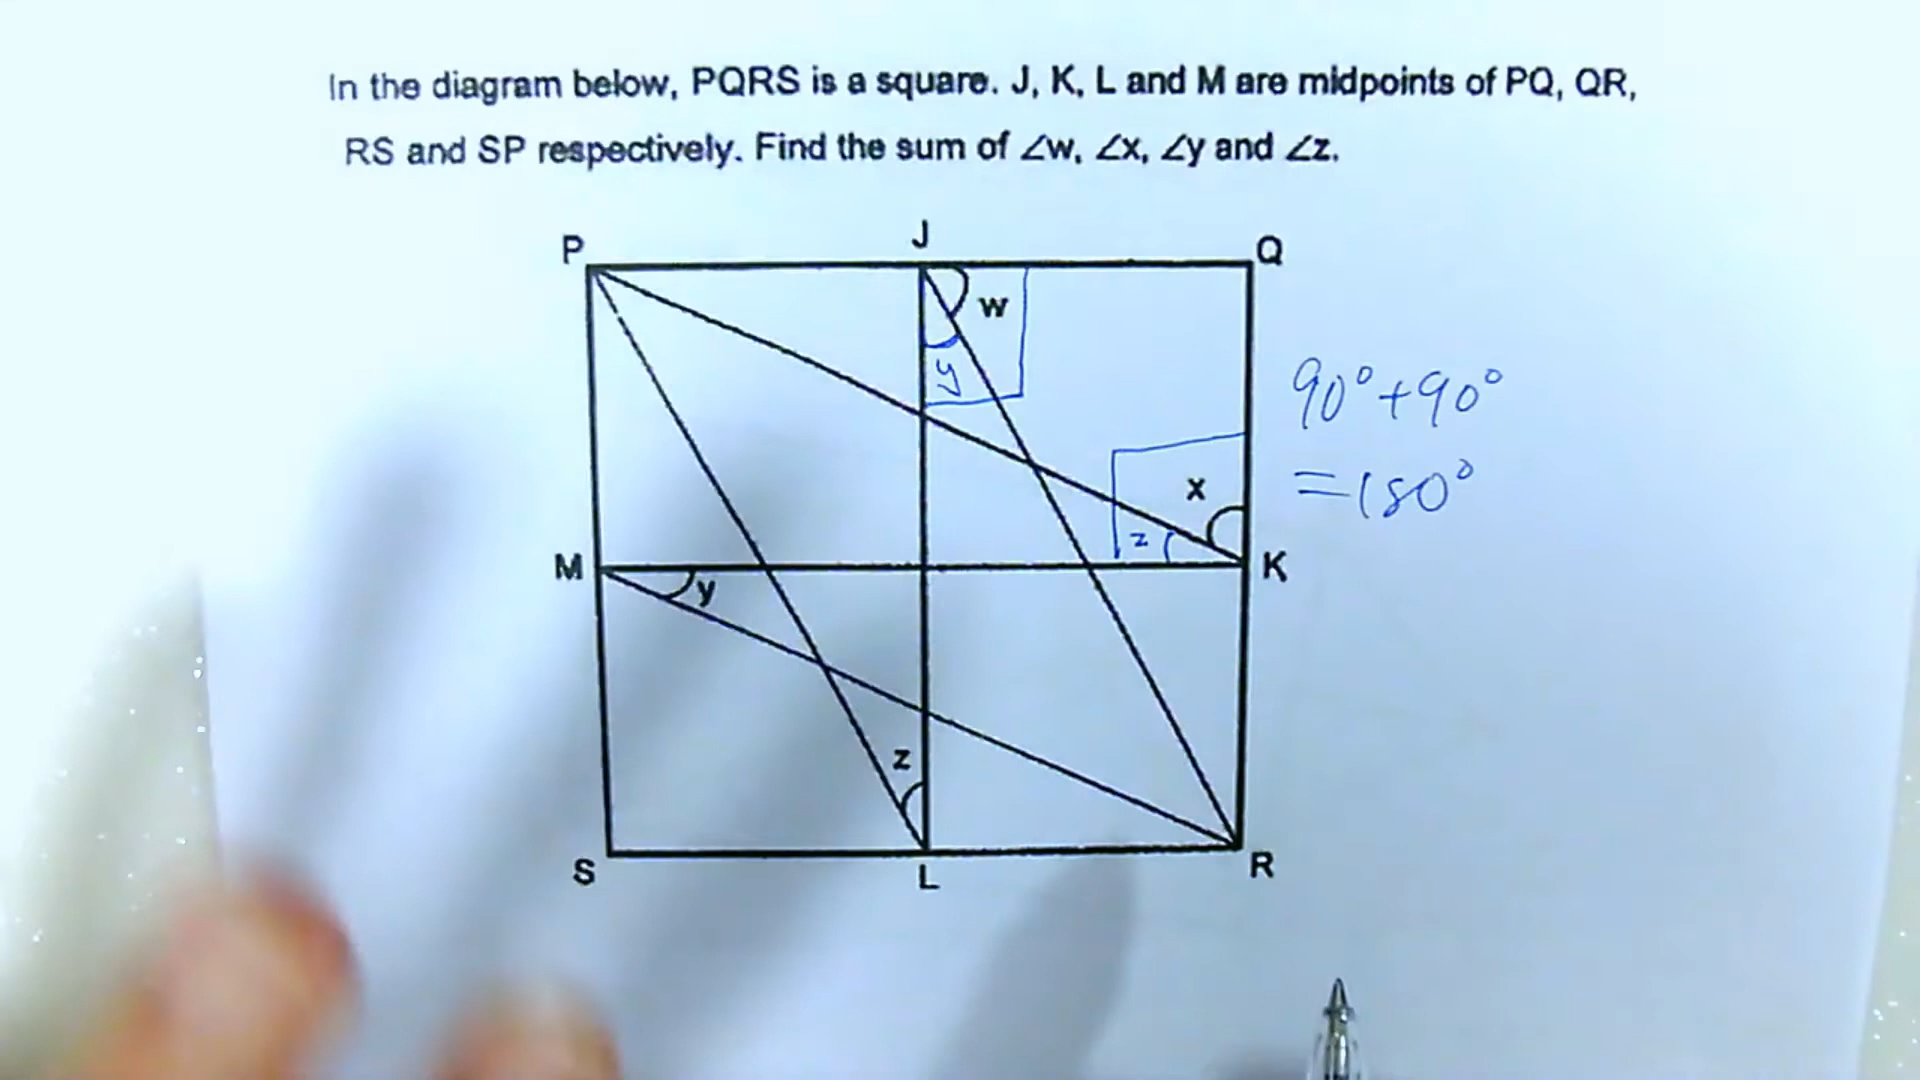 In the diagram below, PQRS is a square. J, K, L and M are midpoints of PQ, QR,
RS and SP respectively. Find the sum of ∠w, ∠x, ∠y and ∠z.
P J Q
w
y
90°+90°
=180°
x
z
M y K
z
S L R